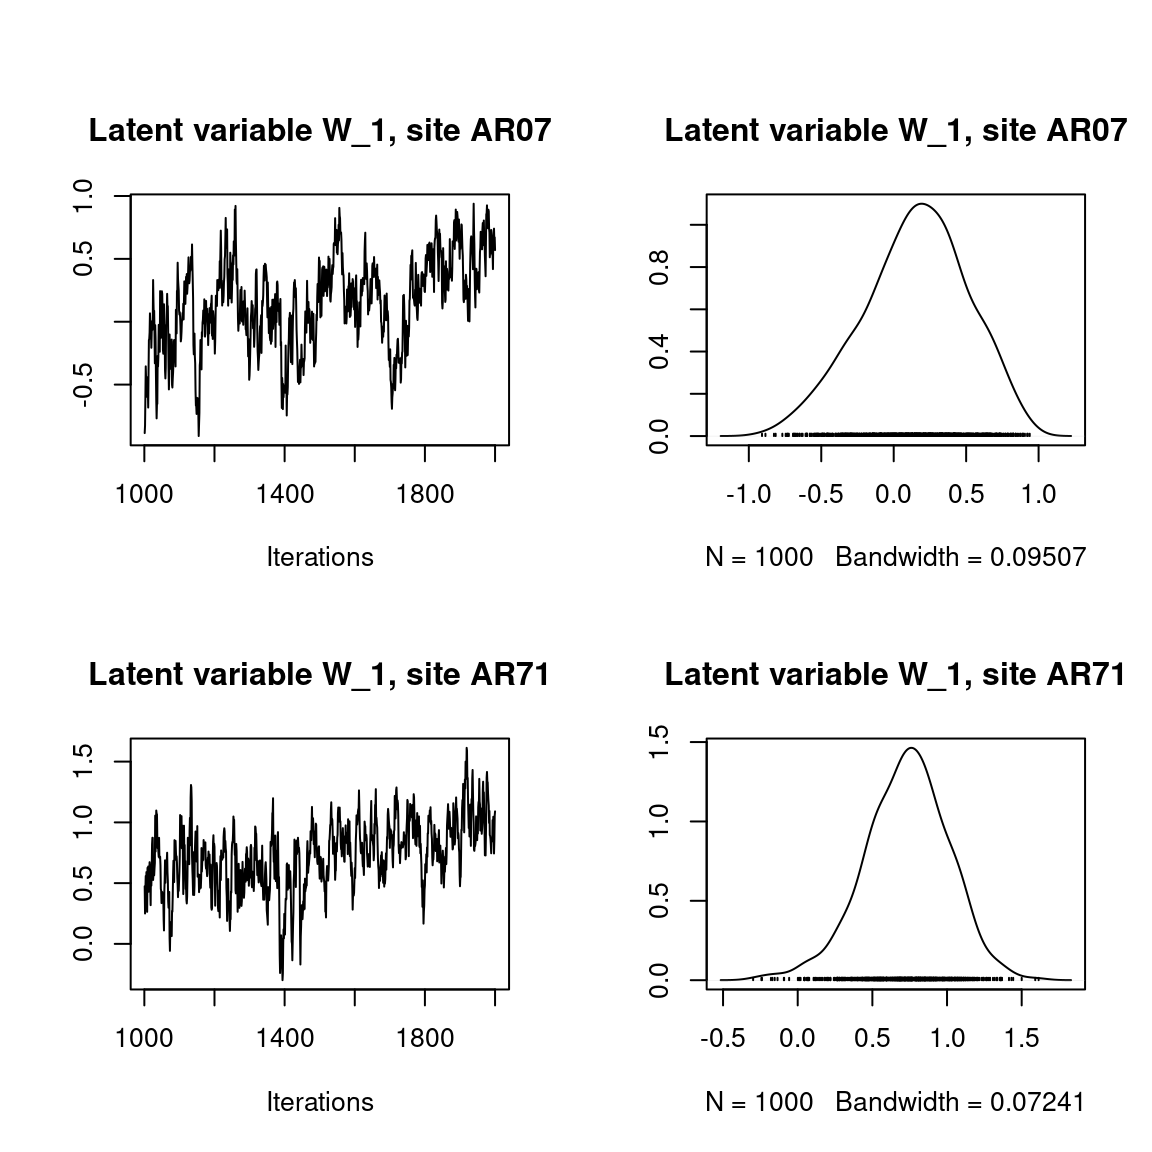 Latent variable W_1, site AR07
1.0
0.5
-0.5
1000 1400 1800
Iterations
Latent variable W_1, site AR07
0.8
0.4
0.0
-1.0 -0.5 0.0 0.5 1.0
N = 1000 Bandwidth = 0.09507
Latent variable W_1, site AR71
1.5
1.0
0.5
0.0
1000 1400 1800
Iterations
Latent variable W_1, site AR71
1.5
1.0
0.5
0.0
-0.5 0.0 0.5 1.0 1.5
N = 1000 Bandwidth = 0.07241